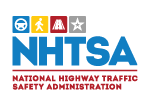 NHTSA
NATIONAL HIGHWAY TRAFFIC
SAFETY ADMINISTRATION